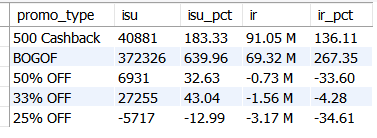 promo_type isu isu_pct ir ir_pct
500 Cashback 40881 183.33 91.05 M 136.11
BOGOF 372326 639.96 69.32 M 267.35
50% OFF 6931 32.63 -0.73 M -33.60
33% OFF 27255 43.04 -1.56 M -4.28
25% OFF -5717 -12.99 -3.17 M -34.61